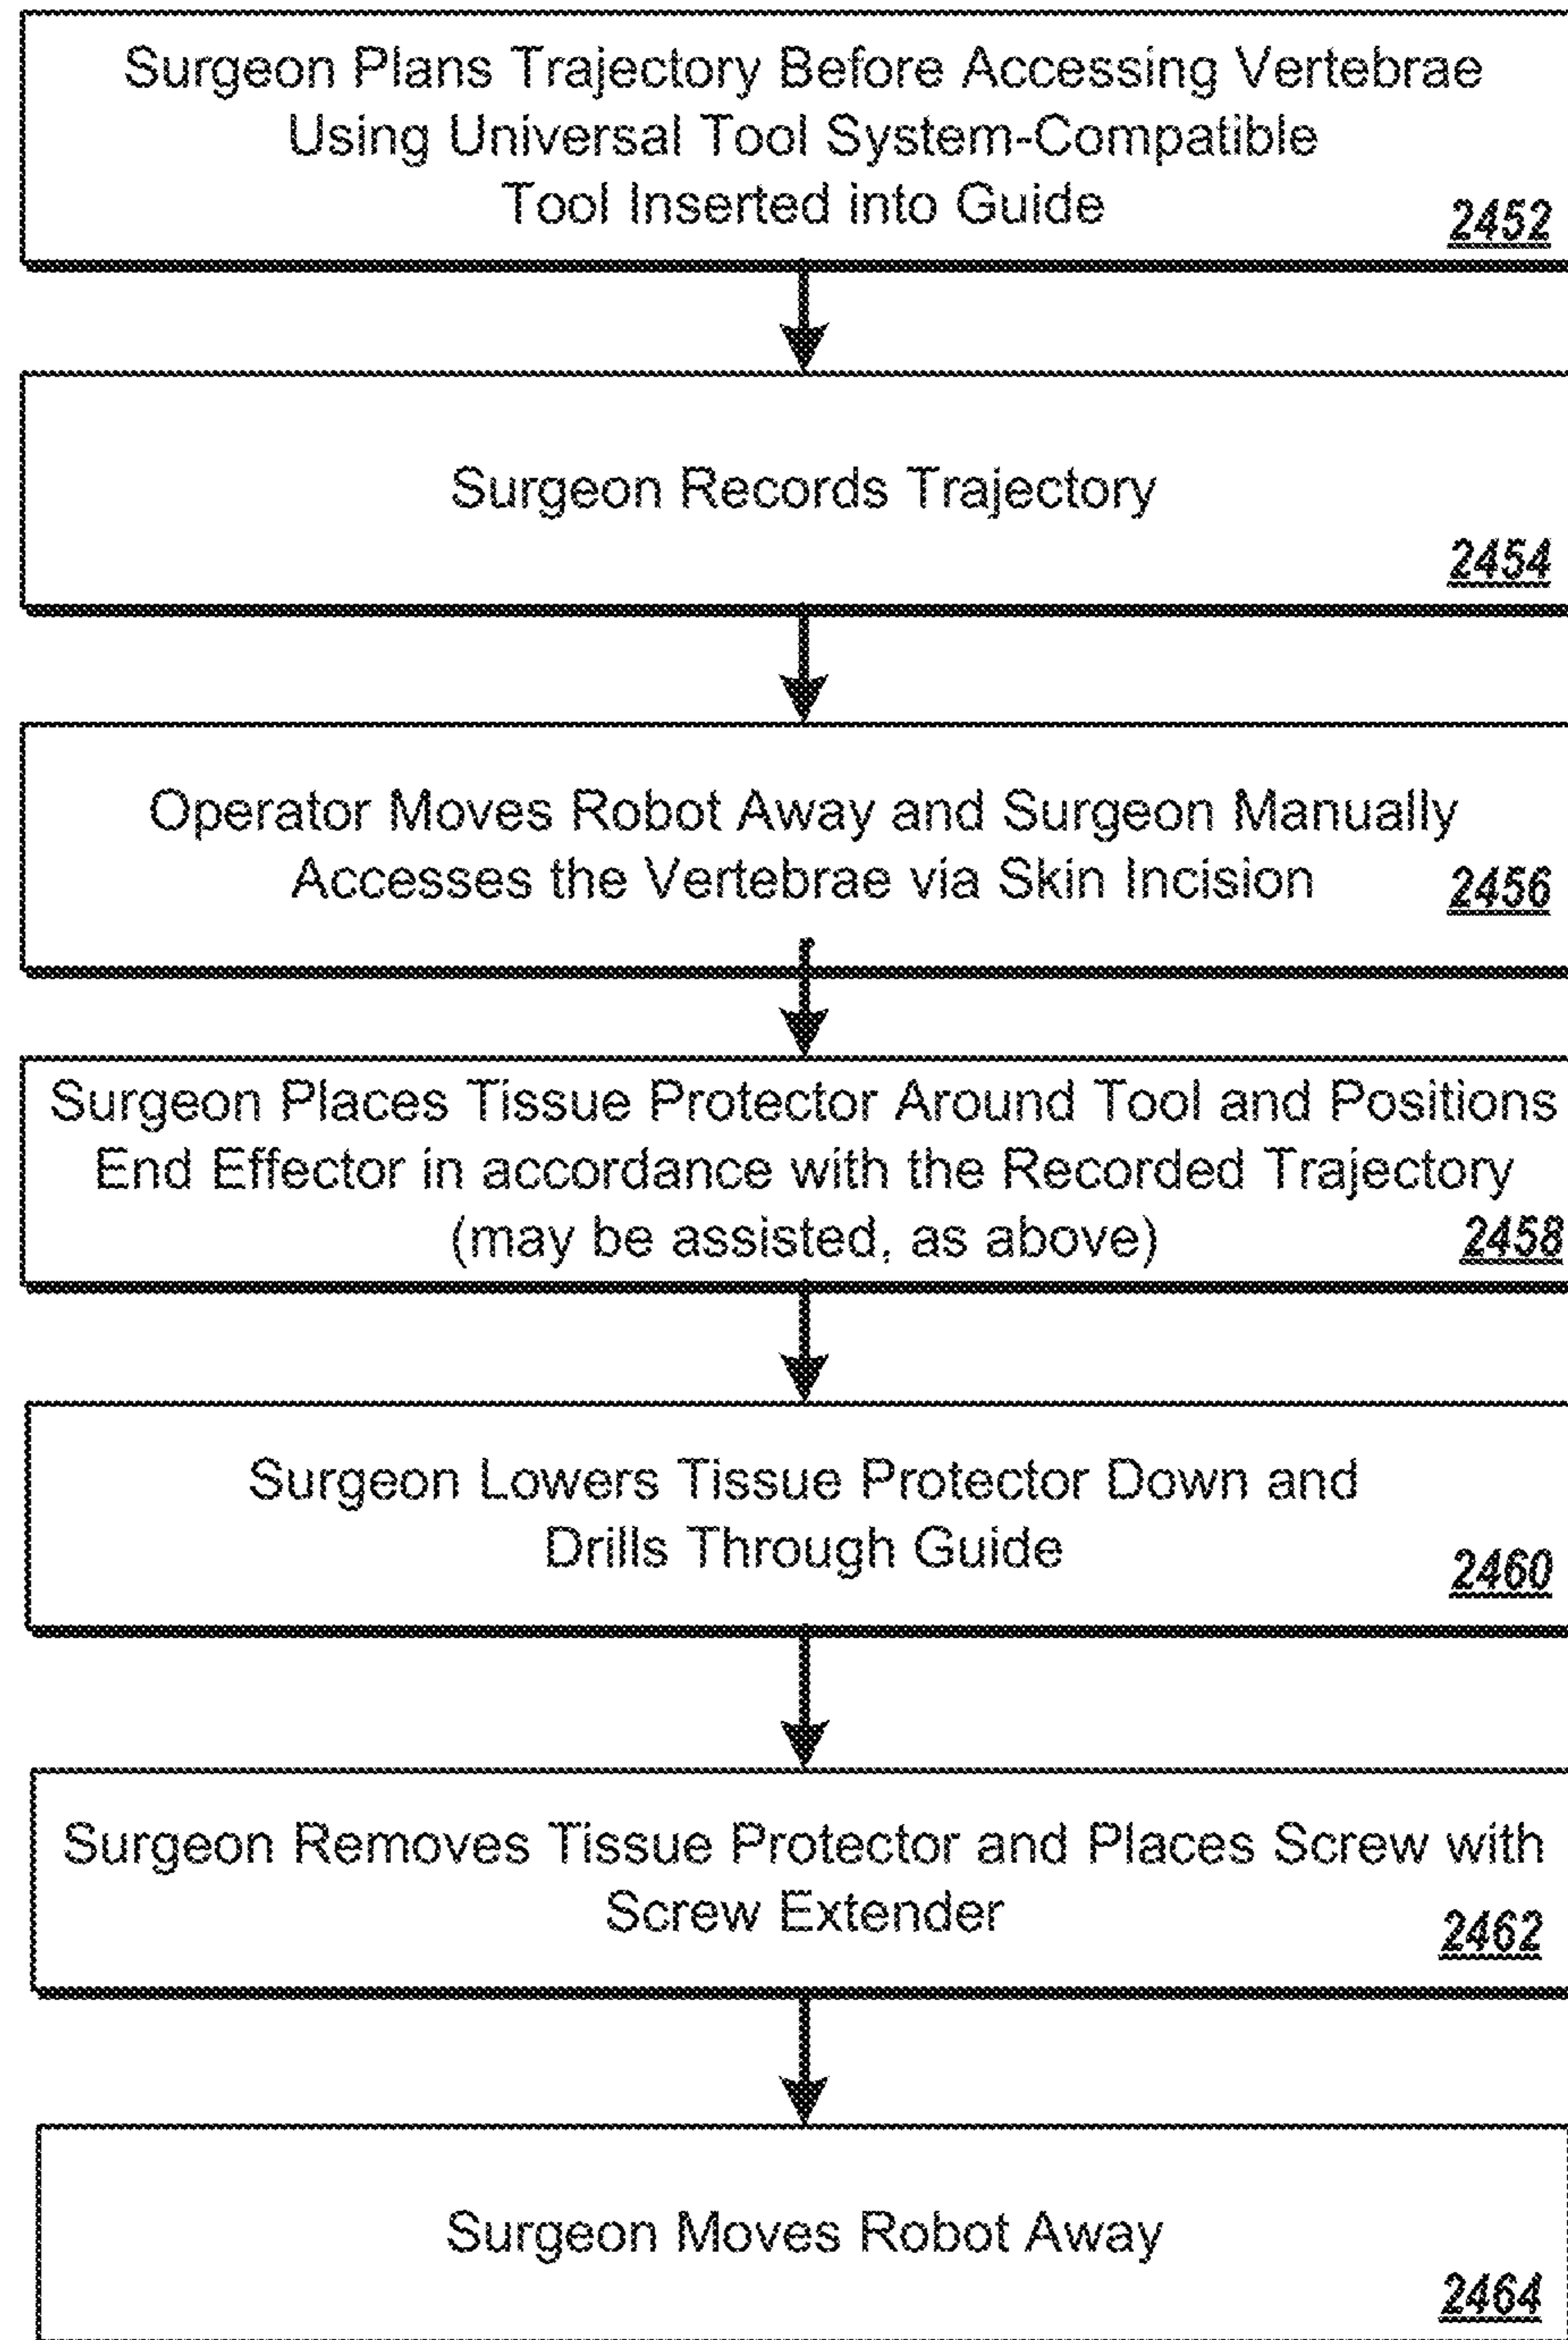 Surgeon Plans Trajectory Before Accessing Vertebrae
Using Universal Tool System-Compatible
Tool Inserted into Guide
2452
Surgeon Records Trajectory
2454
Operator Moves Robot Away and Surgeon Manually
Accesses the Vertebrae via Skin Incision
2456
Surgeon Places Tissue Protector Around Tool and Positions
End Effector in accordance with the Recorded Trajectory
(may be assisted, as above)
2458
Surgeon Lowers Tissue Protector Down and
Drills Through Guide
2460
Surgeon Removes Tissue Protector and Places Screw with
Screw Extender
2462
Surgeon Moves Robot Away
2464